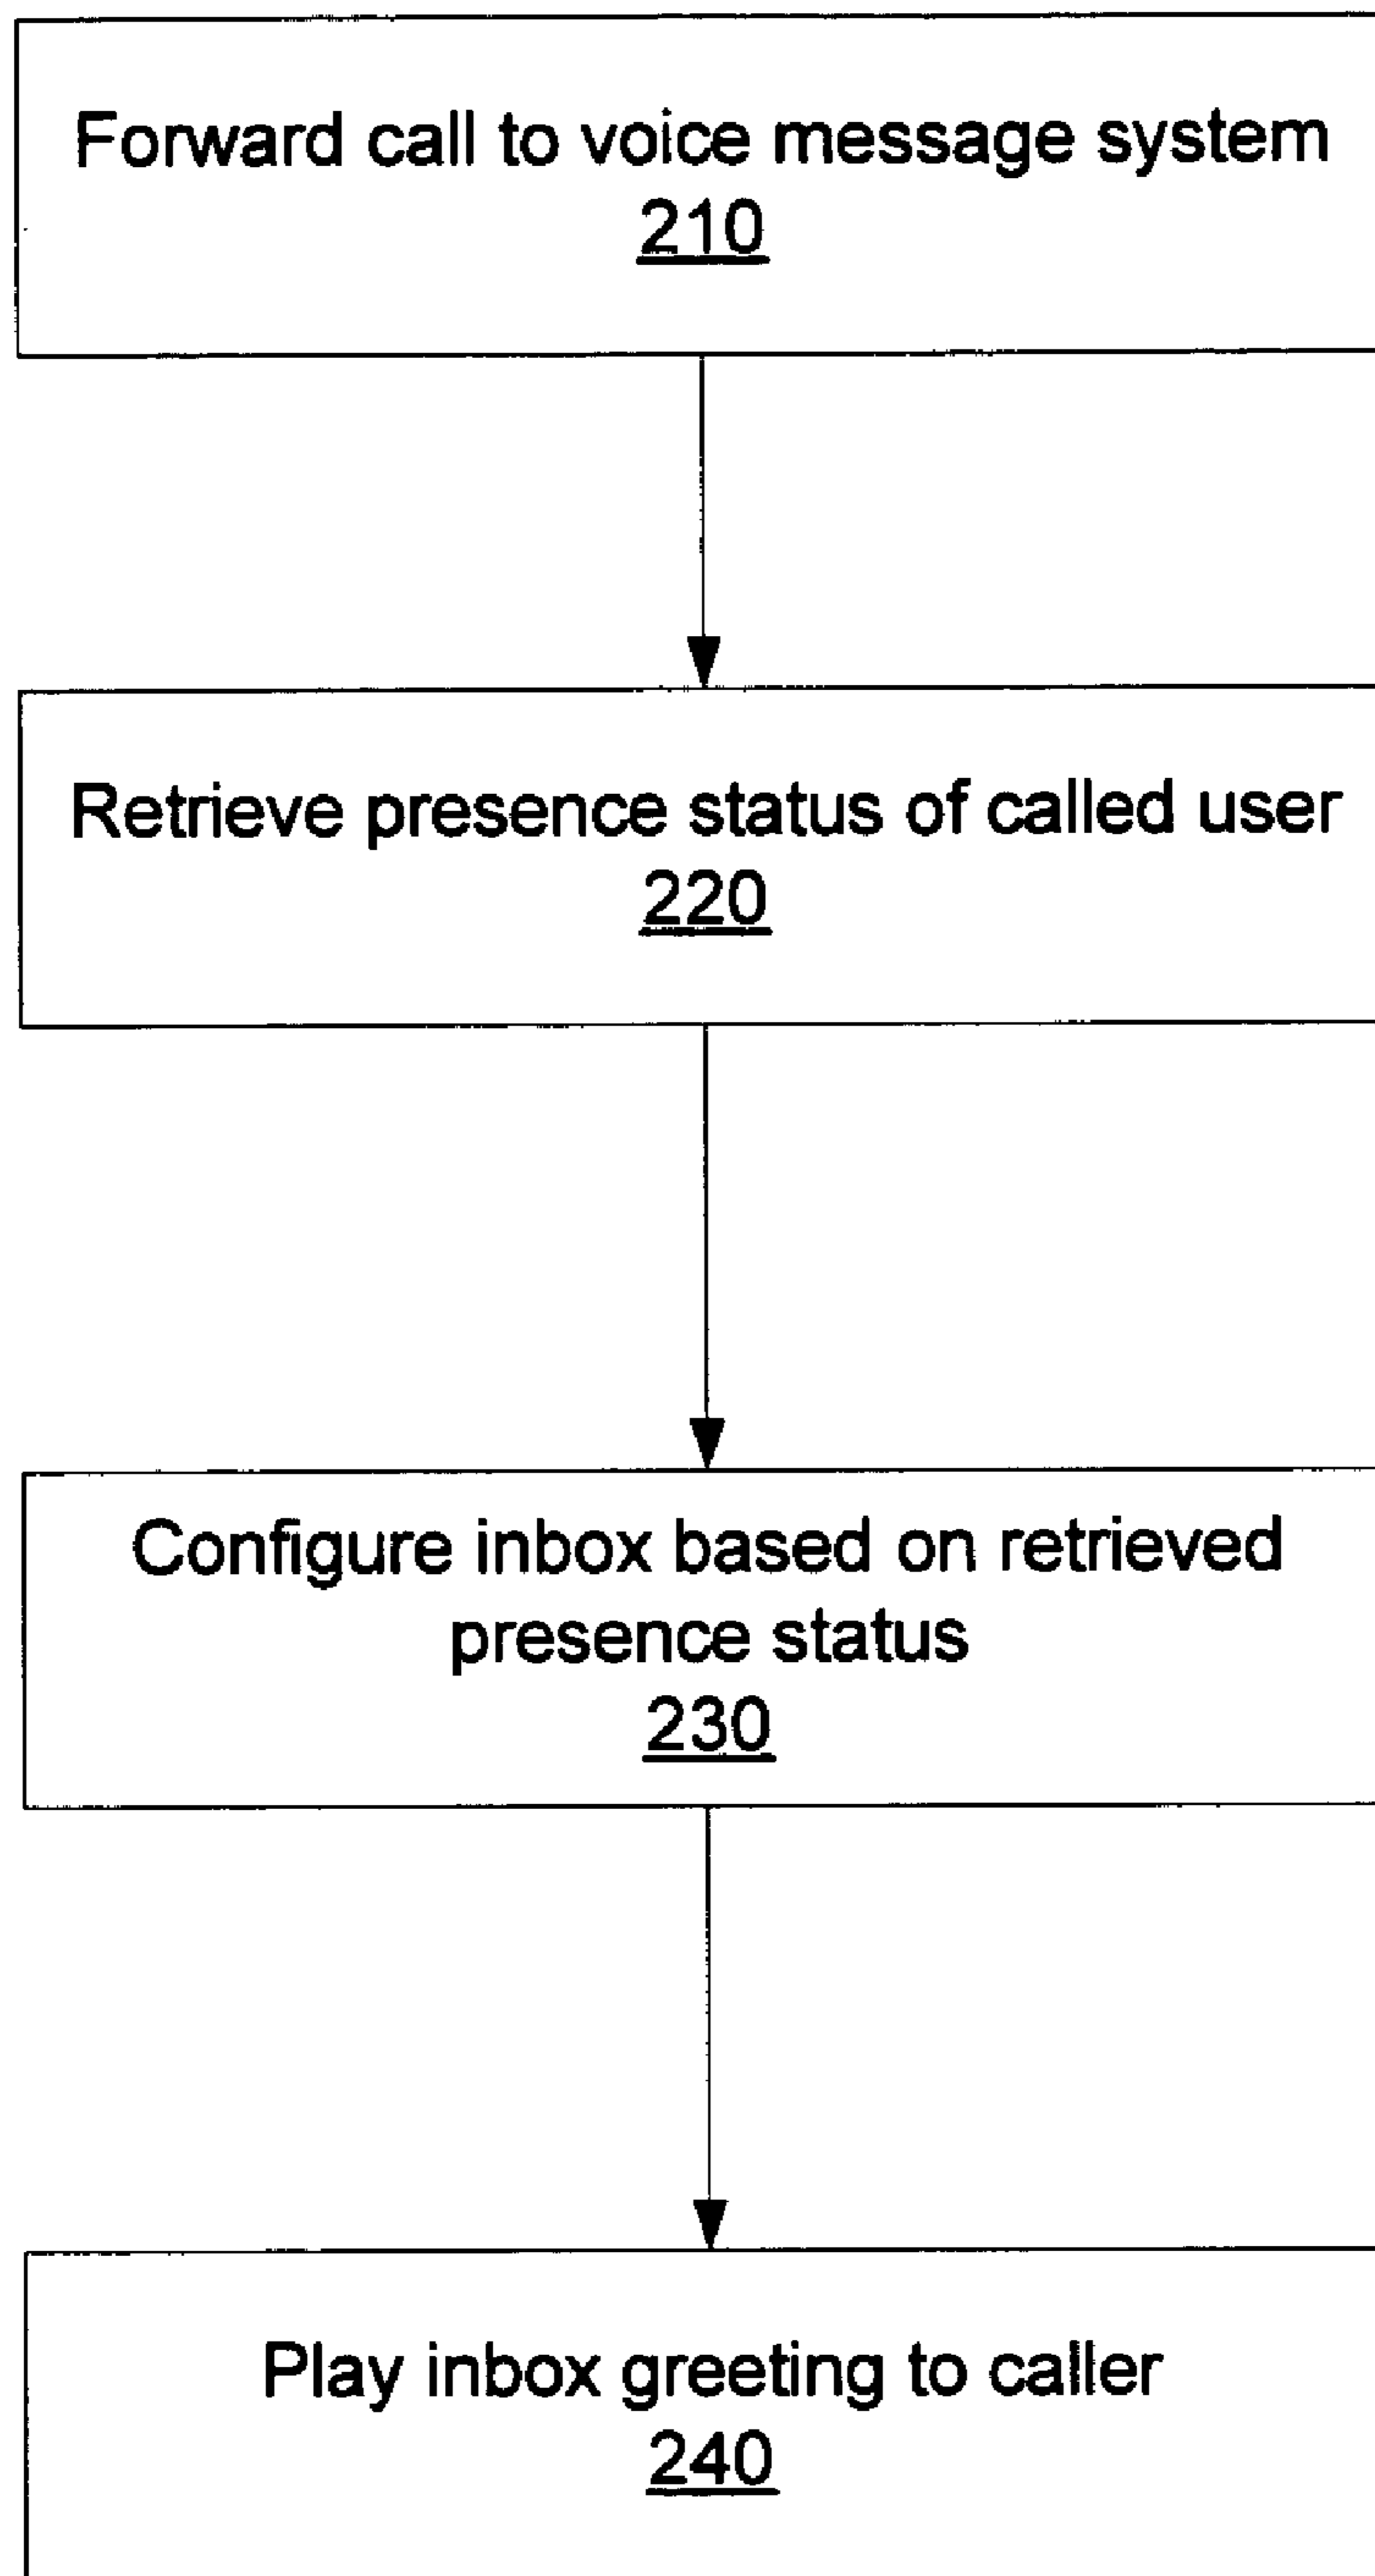 Forward call to voice message system
210
Retrieve presence status of called user
220
Configure inbox based on retrieved
presence status
230
Play inbox greeting to caller
240